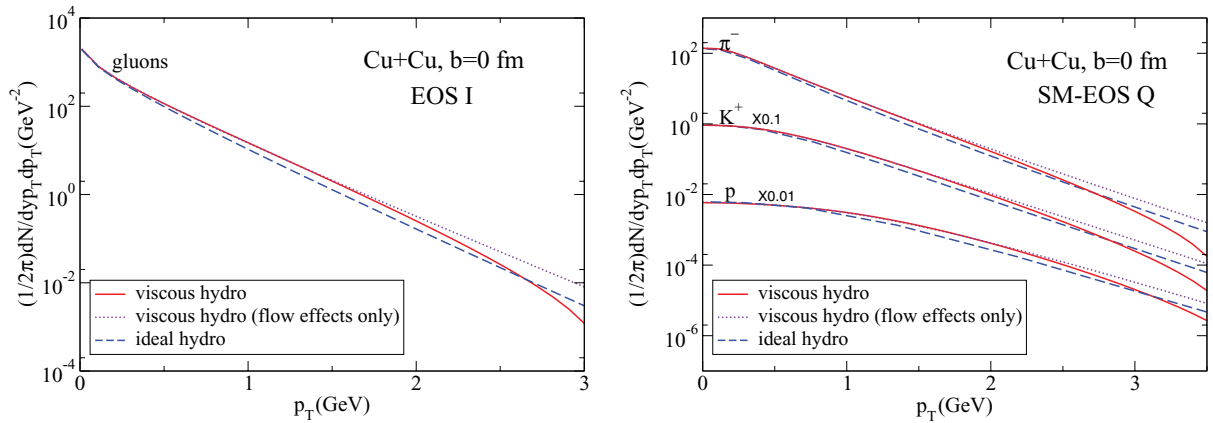 (1/2π)dN/dyp_Tdp_T(GeV^-2)
10^4
10^2
10^0
10^-2
10^-4
gluons
Cu+Cu, b=0 fm
EOS I
viscous hydro
viscous hydro (flow effects only)
ideal hydro
0 1 2 3
p_T(GeV)
(1/2π)dN/dyp_Tdp_T(GeV^-2)
10^2
10^0
10^-2
10^-4
10^-6
π^-
Cu+Cu, b=0 fm
SM-EOS Q
K^+ X0.1
p X0.01
viscous hydro
viscous hydro (flow effects only)
ideal hydro
0 1 2 3
p_T(GeV)